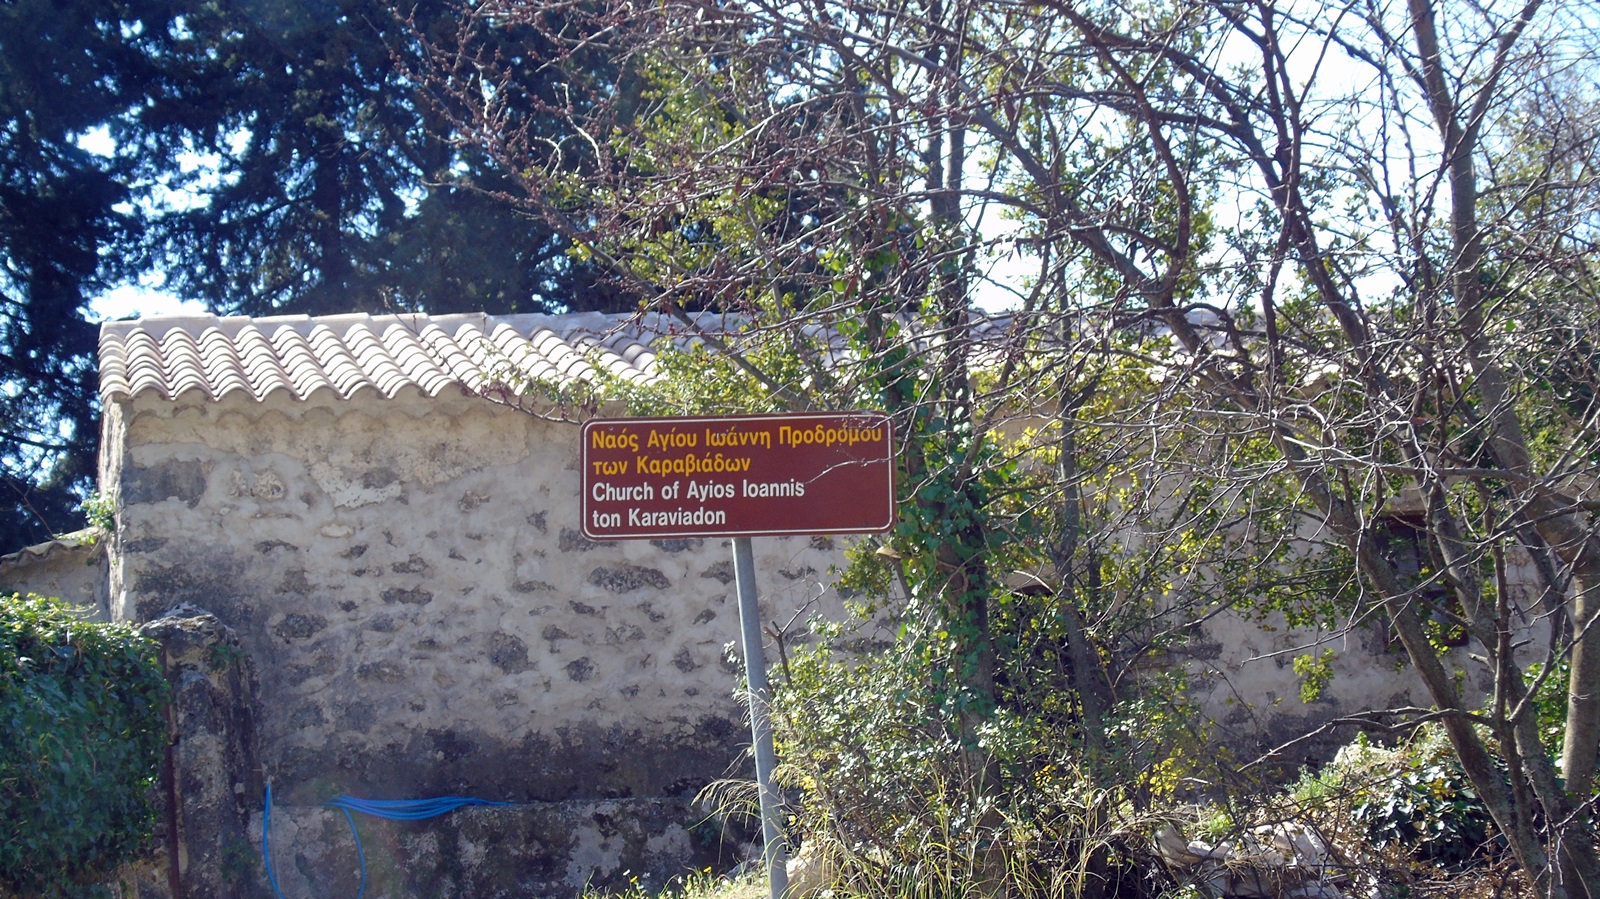 Ναός Αγίου Ιωάννη Προδρόμου
των Καραβιάδων
Church of Ayios Ioannis
ton Karaviadon